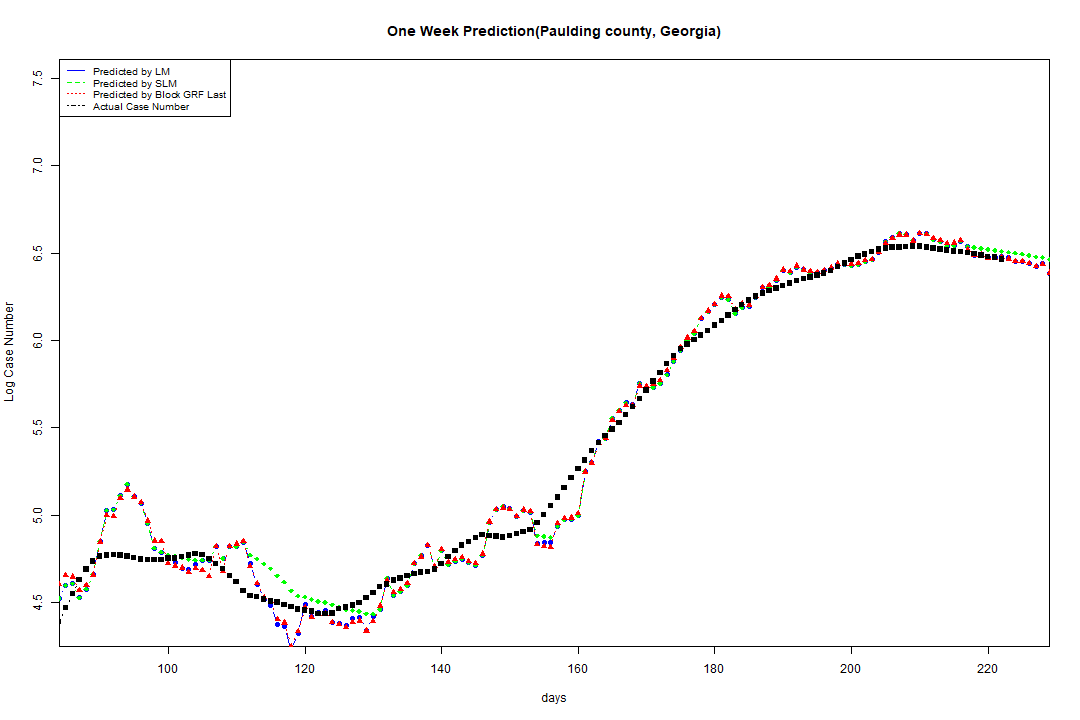 One Week Prediction(Paulding county, Georgia)
Predicted by LM
Predicted by SLM
Predicted by Block GRF Last
Actual Case Number
7.5
7.0
6.5
6.0
5.5
5.0
4.5
Log Case Number
100 120 140 160 180 200 220
days